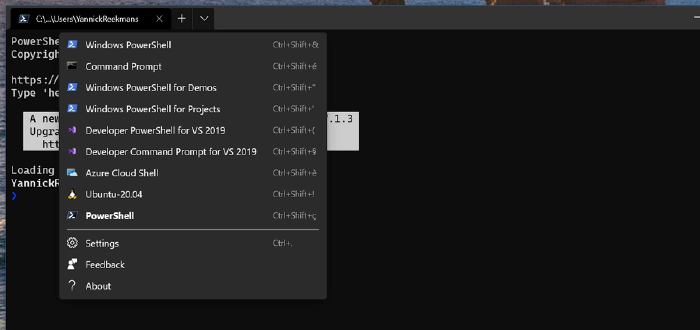 C:\...\Users\YannickReekmans
PowerShe
Copyrigh
https://
Type 'he
A new
7.1.3
Upgra
htt
Loading
YannickR
Windows PowerShell Ctrl+Shift+&
Command Prompt Ctrl+Shift+é
Windows PowerShell for Demos Ctrl+Shift+"
Windows PowerShell for Projects Ctrl+Shift+'
Developer PowerShell for VS 2019 Ctrl+Shift+(
Developer Command Prompt for VS 2019 Ctrl+Shift+§
Azure Cloud Shell Ctrl+Shift+è
Ubuntu-20.04 Ctrl+Shift+!
PowerShell Ctrl+Shift+ç
Settings Ctrl+,
Feedback
About